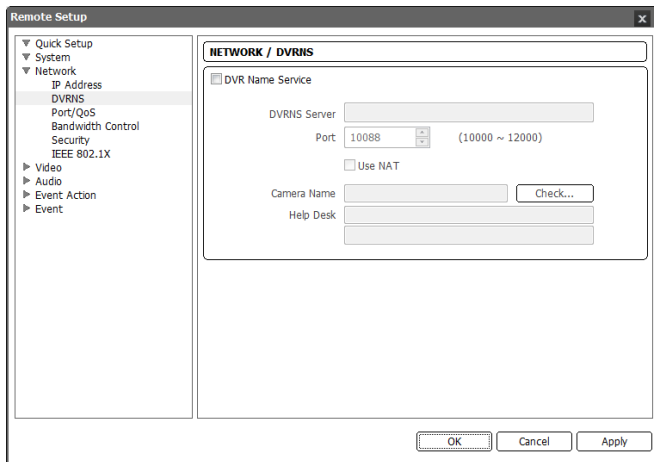 Remote Setup
x
Quick Setup
System
Network
IP Address
DVRNS
Port/QoS
Bandwidth Control
Security
IEEE 802.1X
Video
Audio
Event Action
Event
NETWORK / DVRNS
DVR Name Service
DVRNS Server
Port 10088 (10000 ~ 12000)
Use NAT
Camera Name Check...
Help Desk
OK Cancel Apply